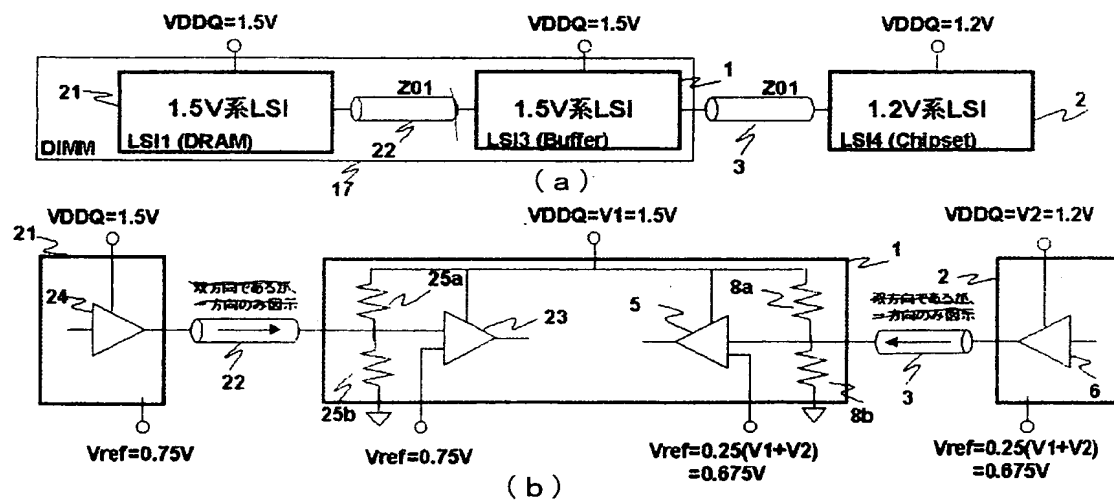 VDDQ=1.5V
VDDQ=1.5V
VDDQ=1.2V
21
1.5V系LSI
LSI1 (DRAM)
Z01
22
1.5V系LSI
LSI3 (Buffer)
1
Z01
3
1.2V系LSI
LSI4 (Chipset)
2
DIMM
17
(a)
VDDQ=1.5V
VDDQ=V1=1.5V
VDDQ=V2=1.2V
21
24
双方向であるが、
一方向のみ図示
22
25a
25b
23
5
8a
8b
1
双方向であるが、
一方向のみ図示
3
2
6
Vref=0.75V
Vref=0.75V
Vref=0.25(V1+V2)
=0.675V
Vref=0.25(V1+V2)
=0.675V
(b)